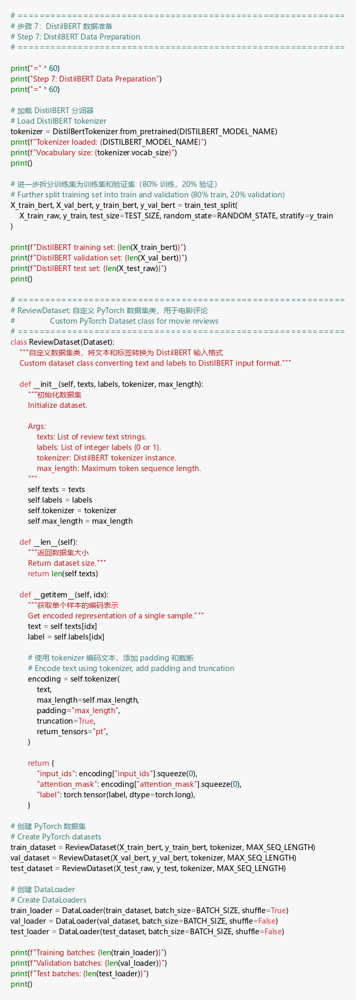 # ============================================================
# 步骤 7：DistilBERT 数据准备
# Step 7: DistilBERT Data Preparation
# ============================================================
print("=" * 60)
print("Step 7: DistilBERT Data Preparation")
print("=" * 60)
# 加载 DistilBERT 分词器
# Load DistilBERT tokenizer
tokenizer = DistilBertTokenizer.from_pretrained(DISTILBERT_MODEL_NAME)
print(f"Tokenizer loaded: {DISTILBERT_MODEL_NAME}")
print(f"Vocabulary size: {tokenizer.vocab_size}")
print()
# 进一步拆分训练集为训练集和验证集（80% 训练，20% 验证）
# Further split training set into train and validation (80% train, 20% validation)
X_train_bert, X_val_bert, y_train_bert, y_val_bert = train_test_split(
    X_train_raw, y_train, test_size=TEST_SIZE, random_state=RANDOM_STATE, stratify=y_train
)
print(f"DistilBERT training set: {len(X_train_bert)}")
print(f"DistilBERT validation set: {len(X_val_bert)}")
print(f"DistilBERT test set: {len(X_test_raw)}")
print()
# ============================================================
# ReviewDataset: 自定义 PyTorch 数据集类，用于电影评论
#                Custom PyTorch Dataset class for movie reviews
# ============================================================
class ReviewDataset(Dataset):
    """自定义数据集类，将文本和标签转换为 DistilBERT 输入格式
    Custom dataset class converting text and labels to DistilBERT input format."""
    def __init__(self, texts, labels, tokenizer, max_length):
        """初始化数据集
        Initialize dataset.
        Args:
            texts: List of review text strings.
            labels: List of integer labels (0 or 1).
            tokenizer: DistilBERT tokenizer instance.
            max_length: Maximum token sequence length.
        """
        self.texts = texts
        self.labels = labels
        self.tokenizer = tokenizer
        self.max_length = max_length
    def __len__(self):
        """返回数据集大小
        Return dataset size."""
        return len(self.texts)
    def __getitem__(self, idx):
        """获取单个样本的编码表示
        Get encoded representation of a single sample."""
        text = self.texts[idx]
        label = self.labels[idx]
        # 使用 tokenizer 编码文本，添加 padding 和截断
        # Encode text using tokenizer, add padding and truncation
        encoding = self.tokenizer(
            text,
            max_length=self.max_length,
            padding="max_length",
            truncation=True,
            return_tensors="pt",
        )
        return {
            "input_ids": encoding["input_ids"].squeeze(0),
            "attention_mask": encoding["attention_mask"].squeeze(0),
            "label": torch.tensor(label, dtype=torch.long),
        }
# 创建 PyTorch 数据集
# Create PyTorch datasets
train_dataset = ReviewDataset(X_train_bert, y_train_bert, tokenizer, MAX_SEQ_LENGTH)
val_dataset = ReviewDataset(X_val_bert, y_val_bert, tokenizer, MAX_SEQ_LENGTH)
test_dataset = ReviewDataset(X_test_raw, y_test, tokenizer, MAX_SEQ_LENGTH)
# 创建 DataLoader
# Create DataLoaders
train_loader = DataLoader(train_dataset, batch_size=BATCH_SIZE, shuffle=True)
val_loader = DataLoader(val_dataset, batch_size=BATCH_SIZE, shuffle=False)
test_loader = DataLoader(test_dataset, batch_size=BATCH_SIZE, shuffle=False)
print(f"Training batches: {len(train_loader)}")
print(f"Validation batches: {len(val_loader)}")
print(f"Test batches: {len(test_loader)}")
print()